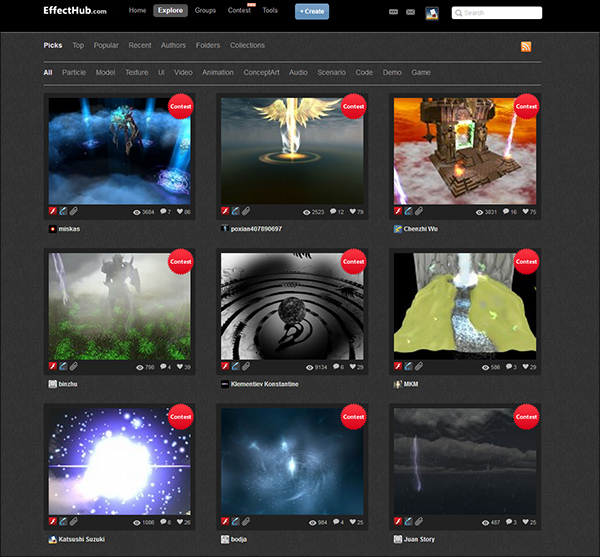 EffectHub.com Home Explore Groups Contest Tools + Create Search
Picks Top Popular Recent Authors Folders Collections
All Particle Model Texture UI Video Animation ConceptArt Audio Scenario Code Demo Game
Contest Contest Contest
3684 7 86 2523 12 79 3831 16 75
miskas poxian407890697 Chenzhi Wu
Contest Contest Contest
798 4 39 9134 6 29 586 3 29
binzhu Klementiev Konstantine MKM
Contest Contest Contest
1086 6 26 984 4 25 487 3 25
Katsushi Suzuki bodja Juan Story